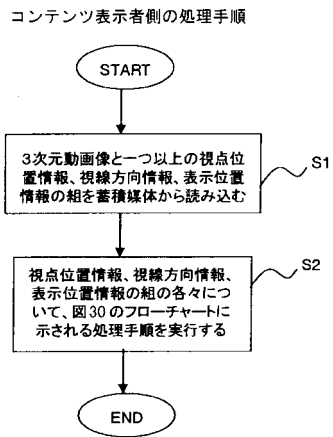 コンテンツ表示者側の処理手順
START
3次元動画像と一つ以上の視点位
置情報、視線方向情報、表示位置
情報の組を蓄積媒体から読み込む
S1
視点位置情報、視線方向情報、
表示位置情報の組の各々につ
いて、図30のフローチャートに
示される処理手順を実行する
S2
END